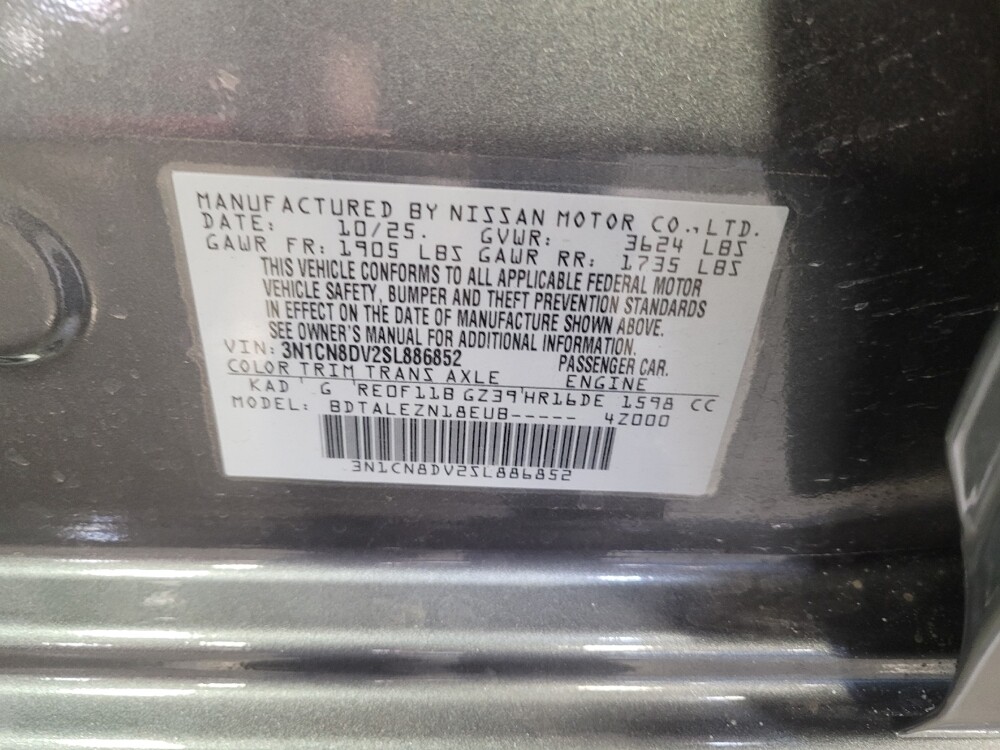 MANUFACTURED BY NISSAN MOTOR CO., LTD.
DATE: 10/25. GVWR: 3624 LBS
GAWR FR: 1905 LBS GAWR RR: 1735 LBS
THIS VEHICLE CONFORMS TO ALL APPLICABLE FEDERAL MOTOR
VEHICLE SAFETY, BUMPER AND THEFT PREVENTION STANDARDS
IN EFFECT ON THE DATE OF MANUFACTURE SHOWN ABOVE.
SEE OWNER'S MANUAL FOR ADDITIONAL INFORMATION.
VIN: 3N1CN8DV2SL886852 PASSENGER CAR.
COLOR TRIM TRANS AXLE ENGINE
KAD ' G 'RE0F11B GZ39'HR16DE 1598 CC
MODEL: BDTALEZN18EUB----- 4Z000
3N1CN8DV2SL886852